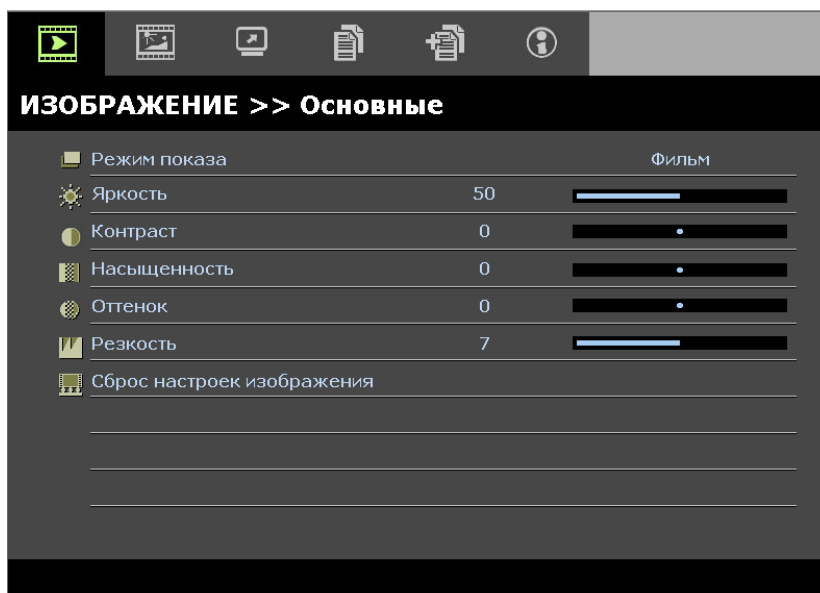 ИЗОБРАЖЕНИЕ >> Основные
Режим показа Фильм
Яркость 50
Контраст 0
Насыщенность 0
Оттенок 0
Резкость 7
Сброс настроек изображения